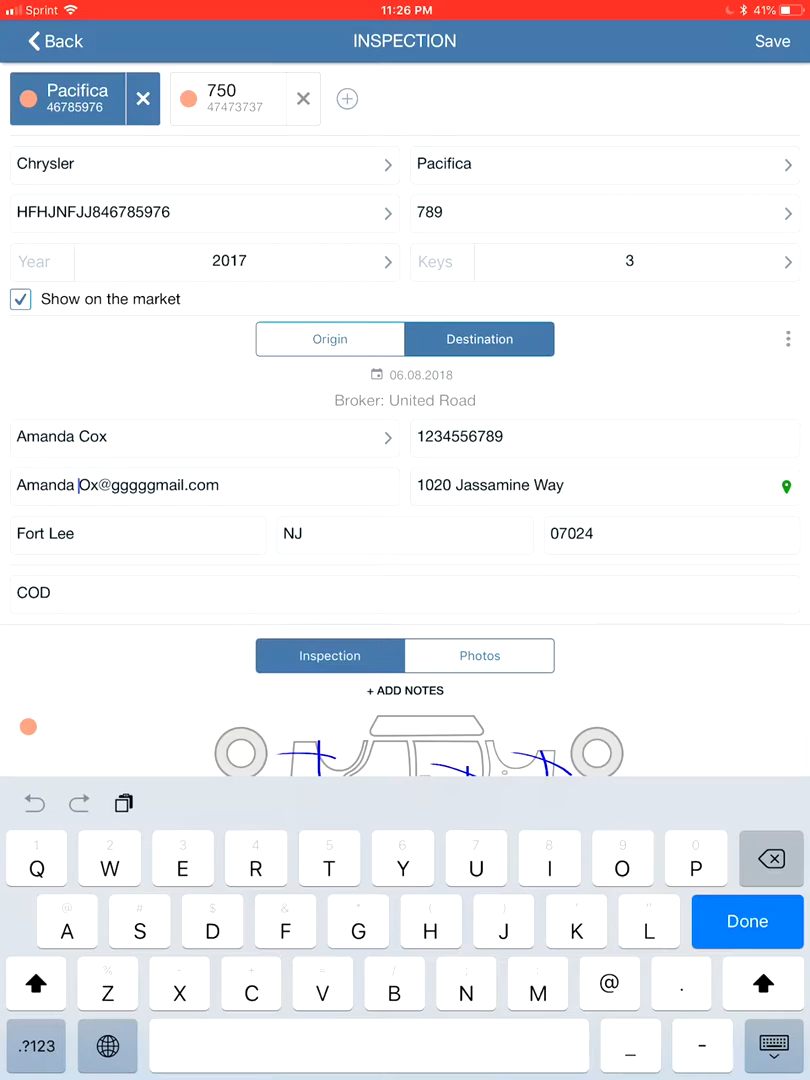 Sprint 11:26 PM 41%
Back INSPECTION Save
Pacifica 750
46785976 47473737
Chrysler Pacifica
HFHJNFJJ846785976 789
Year 2017 Keys 3
Show on the market
Origin Destination
06.08.2018
Broker: United Road
Amanda Cox 1234556789
Amanda Ox@gggggmail.com 1020 Jassamine Way
Fort Lee NJ 07024
COD
Inspection Photos
+ ADD NOTES
1 2 3 4 5 6 7 8 9 0
Q W E R T Y U I O P
@ # $ & * ( ) ' "
A S D F G H J K L Done
% - + = / ; : !
Z X C V B N M @ .
.?123 _ -